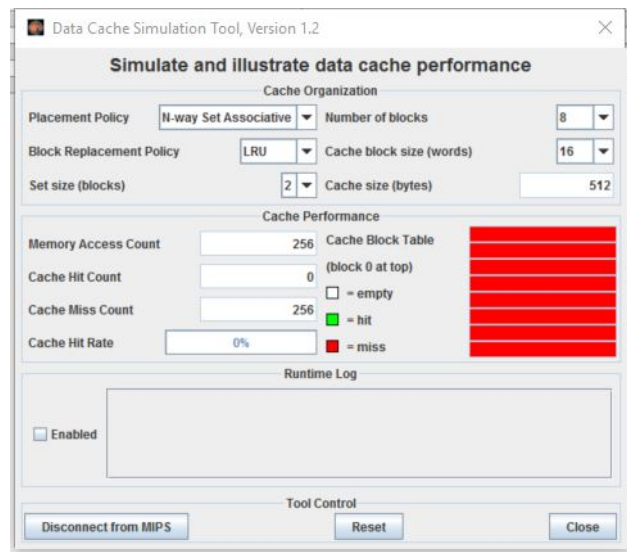 Data Cache Simulation Tool, Version 1.2
Simulate and illustrate data cache performance
Cache Organization
Placement Policy N-way Set Associative Number of blocks 8
Block Replacement Policy LRU Cache block size (words) 16
Set size (blocks) 2 Cache size (bytes) 512
Cache Performance
Memory Access Count 256 Cache Block Table
Cache Hit Count 0 (block 0 at top)
= empty
Cache Miss Count 256
= hit
Cache Hit Rate 0% = miss
Runtime Log
Enabled
Tool Control
Disconnect from MIPS Reset Close